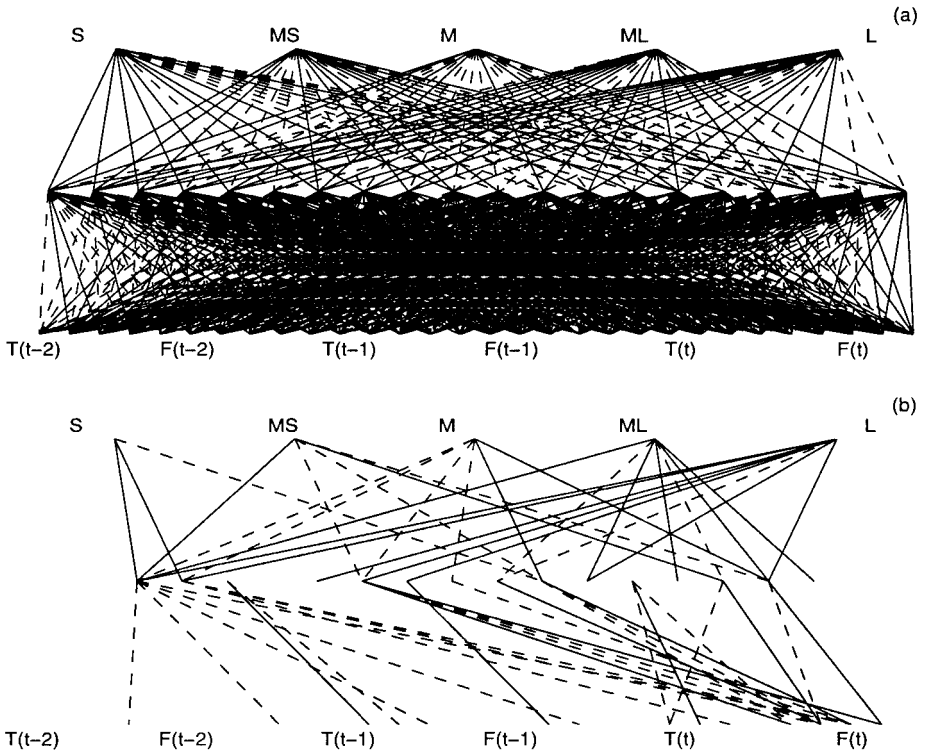 (a)
S MS M ML L
T(t−2) F(t−2) T(t−1) F(t−1) T(t) F(t)
(b)
S MS M ML L
T(t−2) F(t−2) T(t−1) F(t−1) T(t) F(t)